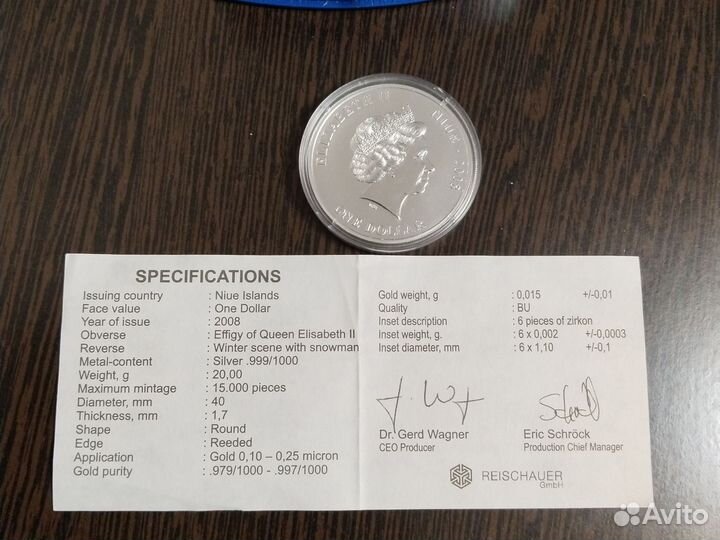 ELIZABETH II
NIUE 2008
ONE DOLLAR
SPECIFICATIONS
Issuing country : Niue Islands
Face value : One Dollar
Year of issue : 2008
Obverse : Effigy of Queen Elisabeth II
Reverse : Winter scene with snowman
Metal-content : Silver .999/1000
Weight, g : 20,00
Maximum mintage : 15.000 pieces
Diameter, mm : 40
Thickness, mm : 1,7
Shape : Round
Edge : Reeded
Application : Gold 0,10 – 0,25 micron
Gold purity : .979/1000 - .997/1000
Gold weight, g : 0,015 +/-0,01
Quality : BU
Inset description : 6 pieces of zirkon
Inset weight, g. : 6 x 0,002 +/-0,0003
Inset diameter, mm : 6 x 1,10 +/-0,1
Dr. Gerd Wagner
CEO Producer
Eric Schröck
Production Chief Manager
REISCHAUER
GmbH
Avito